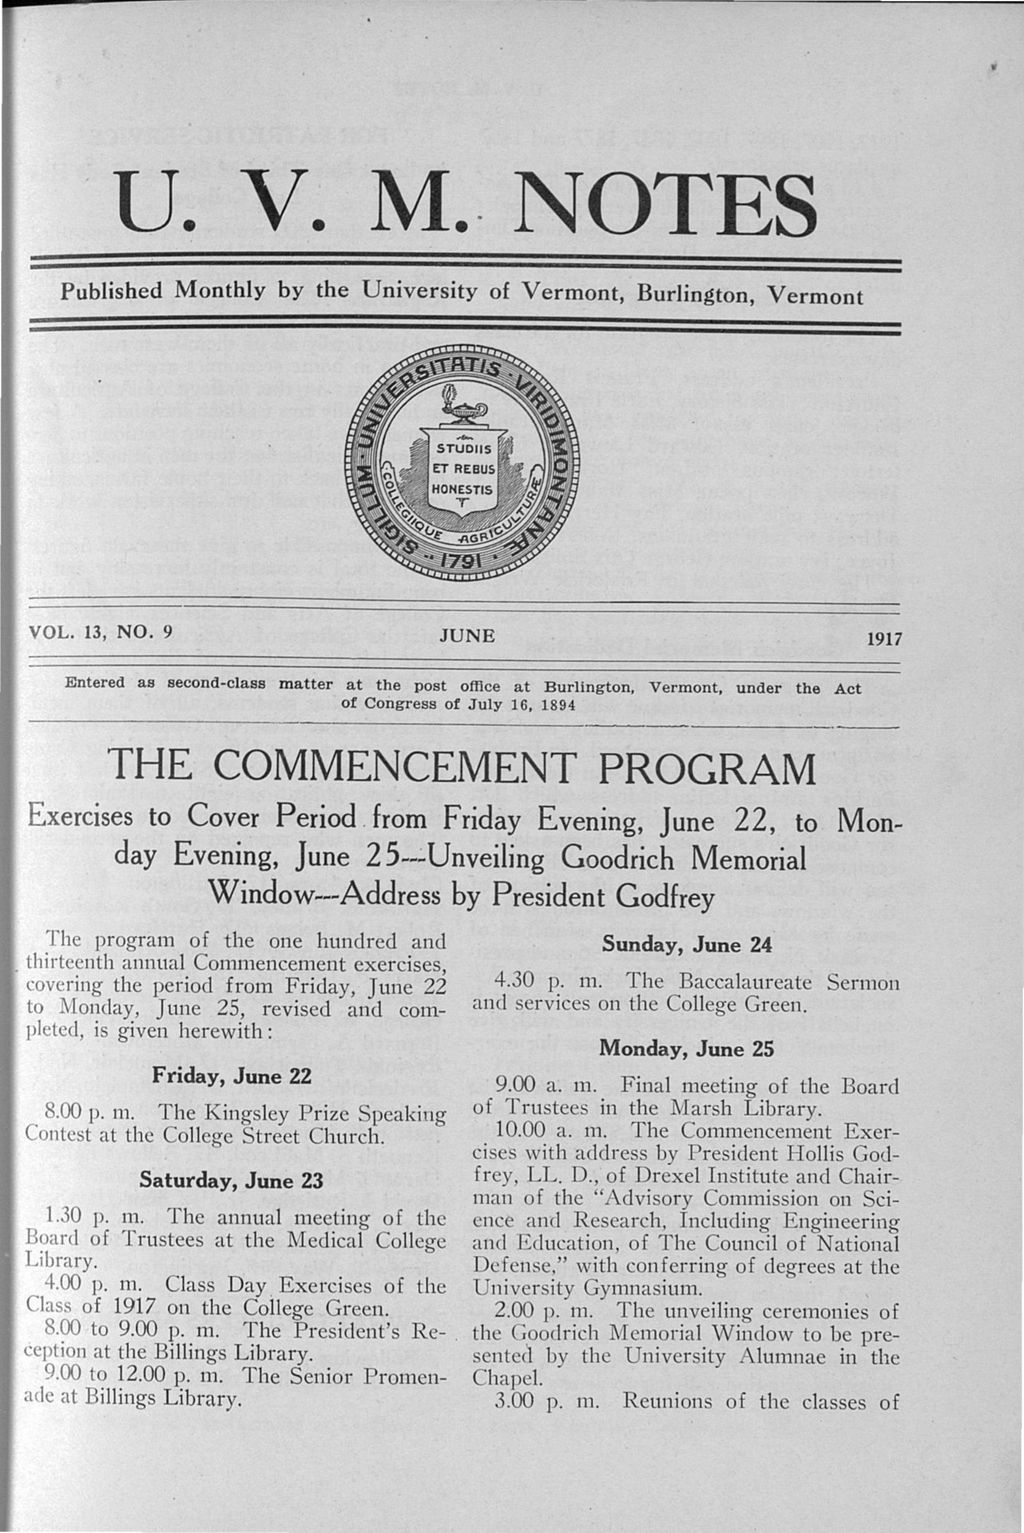 U. V. M. NOTES
Published Monthly by the University of Vermont, Burlington, Vermont
SIGILLUM · UNIVERSITATIS · VIRIDIMONTANÆ
COLLEGIIQUE AGRICULTURÆ
STUDIIS
ET REBUS
HONESTIS
·· 1791 ·
VOL. 13, NO. 9 JUNE 1917
Entered as second-class matter at the post office at Burlington, Vermont, under the Act
of Congress of July 16, 1894
THE COMMENCEMENT PROGRAM
Exercises to Cover Period from Friday Evening, June 22, to Mon-
day Evening, June 25---Unveiling Goodrich Memorial
Window---Address by President Godfrey
The program of the one hundred and
thirteenth annual Commencement exercises,
covering the period from Friday, June 22
to Monday, June 25, revised and com-
pleted, is given herewith:
Friday, June 22
8.00 p. m. The Kingsley Prize Speaking
Contest at the College Street Church.
Saturday, June 23
1.30 p. m. The annual meeting of the
Board of Trustees at the Medical College
Library.
4.00 p. m. Class Day Exercises of the
Class of 1917 on the College Green.
8.00 to 9.00 p. m. The President's Re-
ception at the Billings Library.
9.00 to 12.00 p. m. The Senior Promen-
ade at Billings Library.
Sunday, June 24
4.30 p. m. The Baccalaureate Sermon
and services on the College Green.
Monday, June 25
9.00 a. m. Final meeting of the Board
of Trustees in the Marsh Library.
10.00 a. m. The Commencement Exer-
cises with address by President Hollis God-
frey, LL. D., of Drexel Institute and Chair-
man of the "Advisory Commission on Sci-
ence and Research, Including Engineering
and Education, of The Council of National
Defense," with conferring of degrees at the
University Gymnasium.
2.00 p. m. The unveiling ceremonies of
the Goodrich Memorial Window to be pre-
sented by the University Alumnae in the
Chapel.
3.00 p. m. Reunions of the classes of